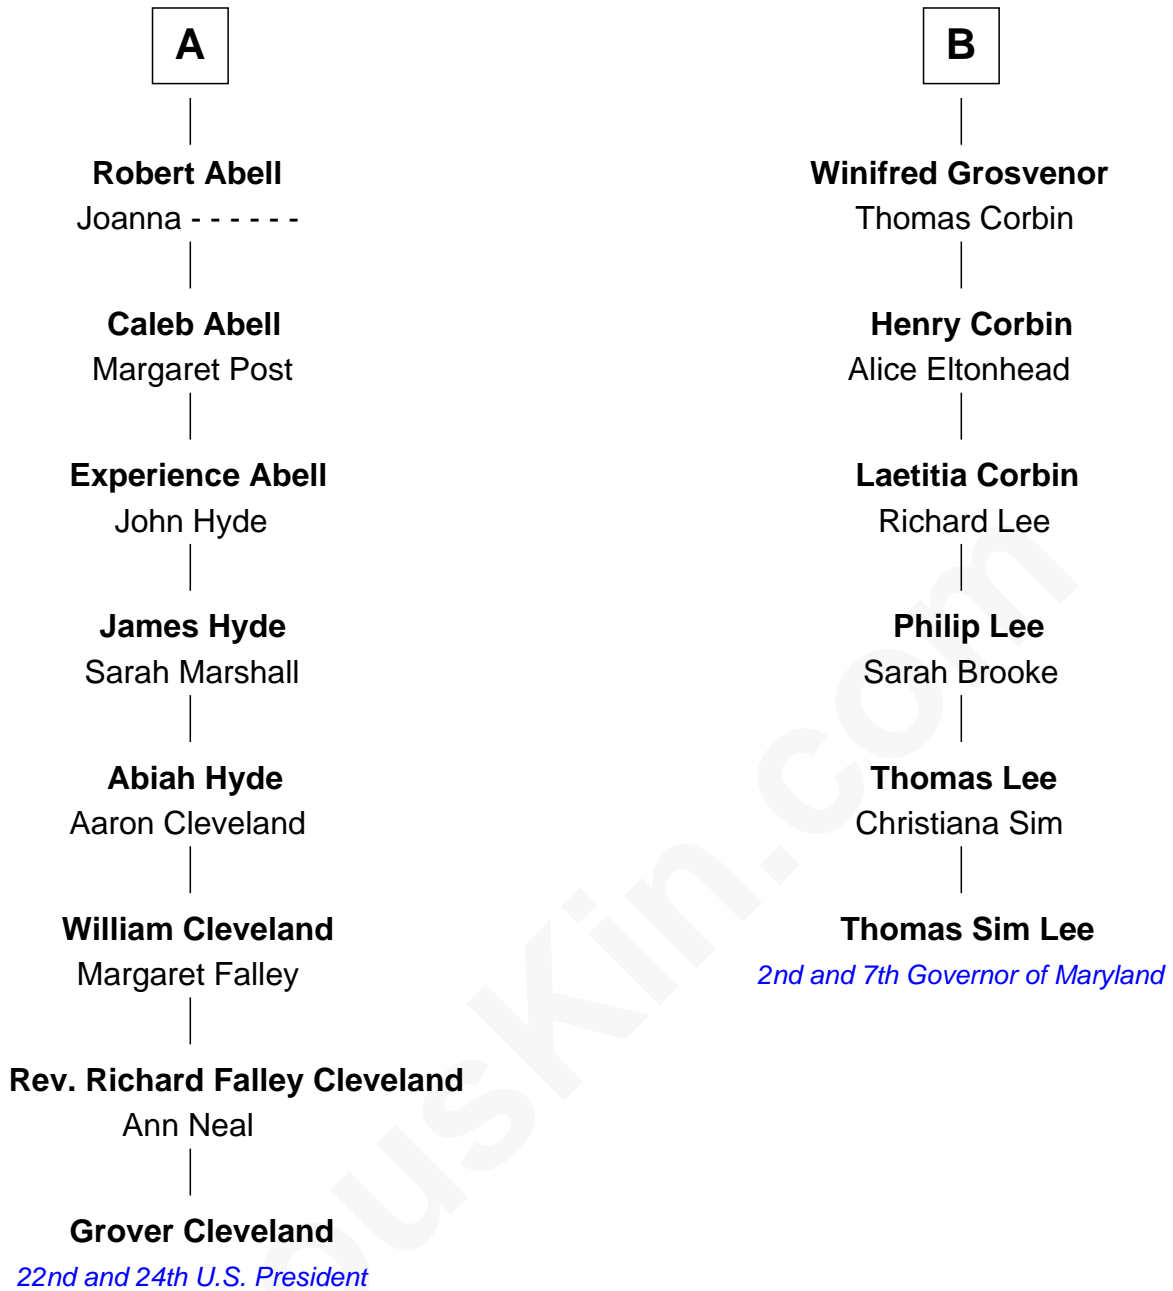 A
Robert Abell
Joanna - - - - - -
Caleb Abell
Margaret Post
Experience Abell
John Hyde
James Hyde
Sarah Marshall
Abiah Hyde
Aaron Cleveland
William Cleveland
Margaret Falley
Rev. Richard Falley Cleveland
Ann Neal
Grover Cleveland
22nd and 24th U.S. President
B
Winifred Grosvenor
Thomas Corbin
Henry Corbin
Alice Eltonhead
Laetitia Corbin
Richard Lee
Philip Lee
Sarah Brooke
Thomas Lee
Christiana Sim
Thomas Sim Lee
2nd and 7th Governor of Maryland
ousKin.com